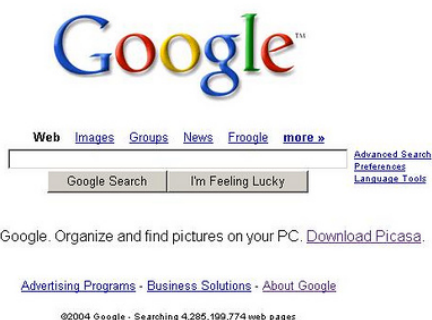 Google™
Web Images Groups News Froogle more »
Advanced Search
Preferences
Language Tools
Google Search I'm Feeling Lucky
Google. Organize and find pictures on your PC. Download Picasa.
Advertising Programs - Business Solutions - About Google
©2004 Google - Searching 4,285,199,774 web pages